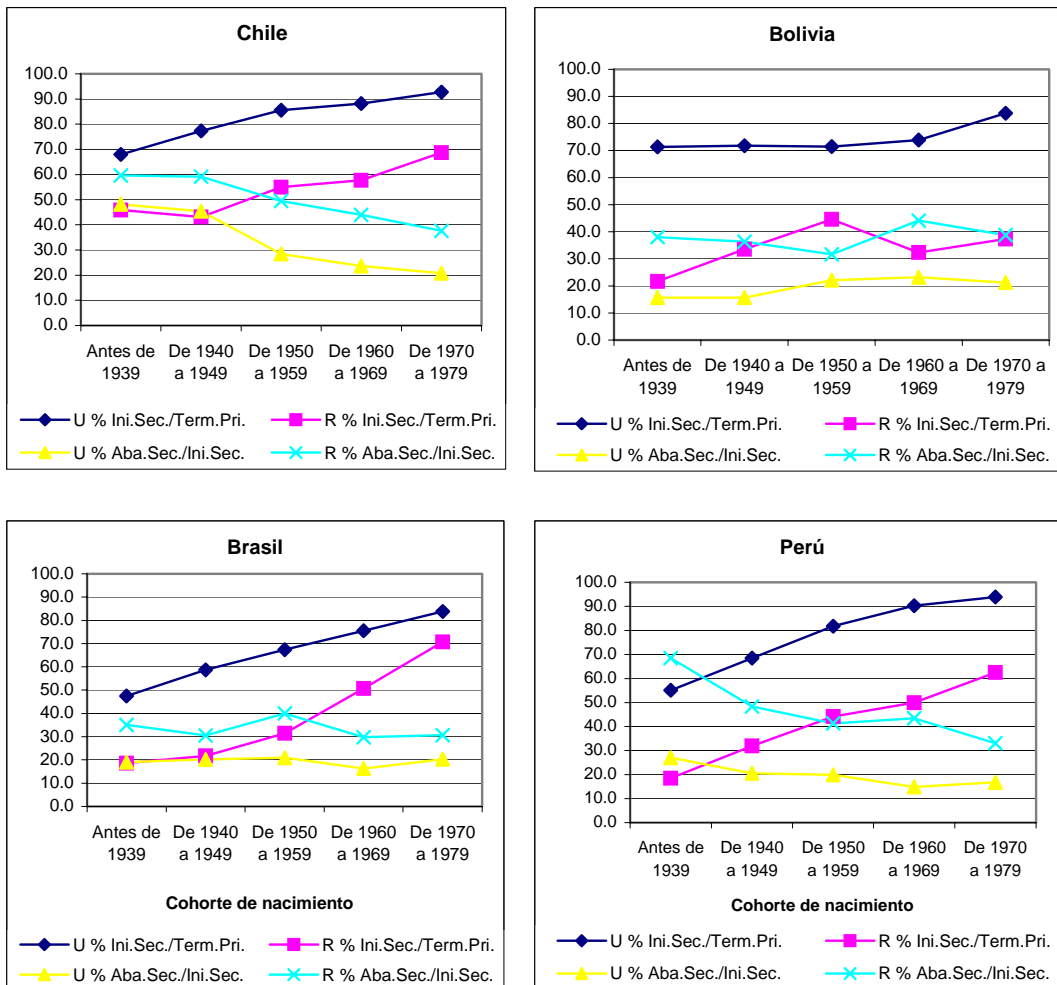 Chile
100.0
90.0
80.0
70.0
60.0
50.0
40.0
30.0
20.0
10.0
0.0
Antes de 1939
De 1940 a 1949
De 1950 a 1959
De 1960 a 1969
De 1970 a 1979
U % Ini.Sec./Term.Pri.
R % Ini.Sec./Term.Pri.
U % Aba.Sec./Ini.Sec.
R % Aba.Sec./Ini.Sec.
Bolivia
100.0
90.0
80.0
70.0
60.0
50.0
40.0
30.0
20.0
10.0
0.0
Antes de 1939
De 1940 a 1949
De 1950 a 1959
De 1960 a 1969
De 1970 a 1979
U % Ini.Sec./Term.Pri.
R % Ini.Sec./Term.Pri.
U % Aba.Sec./Ini.Sec.
R % Aba.Sec./Ini.Sec.
Brasil
100.0
90.0
80.0
70.0
60.0
50.0
40.0
30.0
20.0
10.0
0.0
Antes de 1939
De 1940 a 1949
De 1950 a 1959
De 1960 a 1969
De 1970 a 1979
Cohorte de nacimiento
U % Ini.Sec./Term.Pri.
R % Ini.Sec./Term.Pri.
U % Aba.Sec./Ini.Sec.
R % Aba.Sec./Ini.Sec.
Perú
100.0
90.0
80.0
70.0
60.0
50.0
40.0
30.0
20.0
10.0
0.0
Antes de 1939
De 1940 a 1949
De 1950 a 1959
De 1960 a 1969
De 1970 a 1979
Cohorte de nacimiento
U % Ini.Sec./Term.Pri.
R % Ini.Sec./Term.Pri.
U % Aba.Sec./Ini.Sec.
R % Aba.Sec./Ini.Sec.